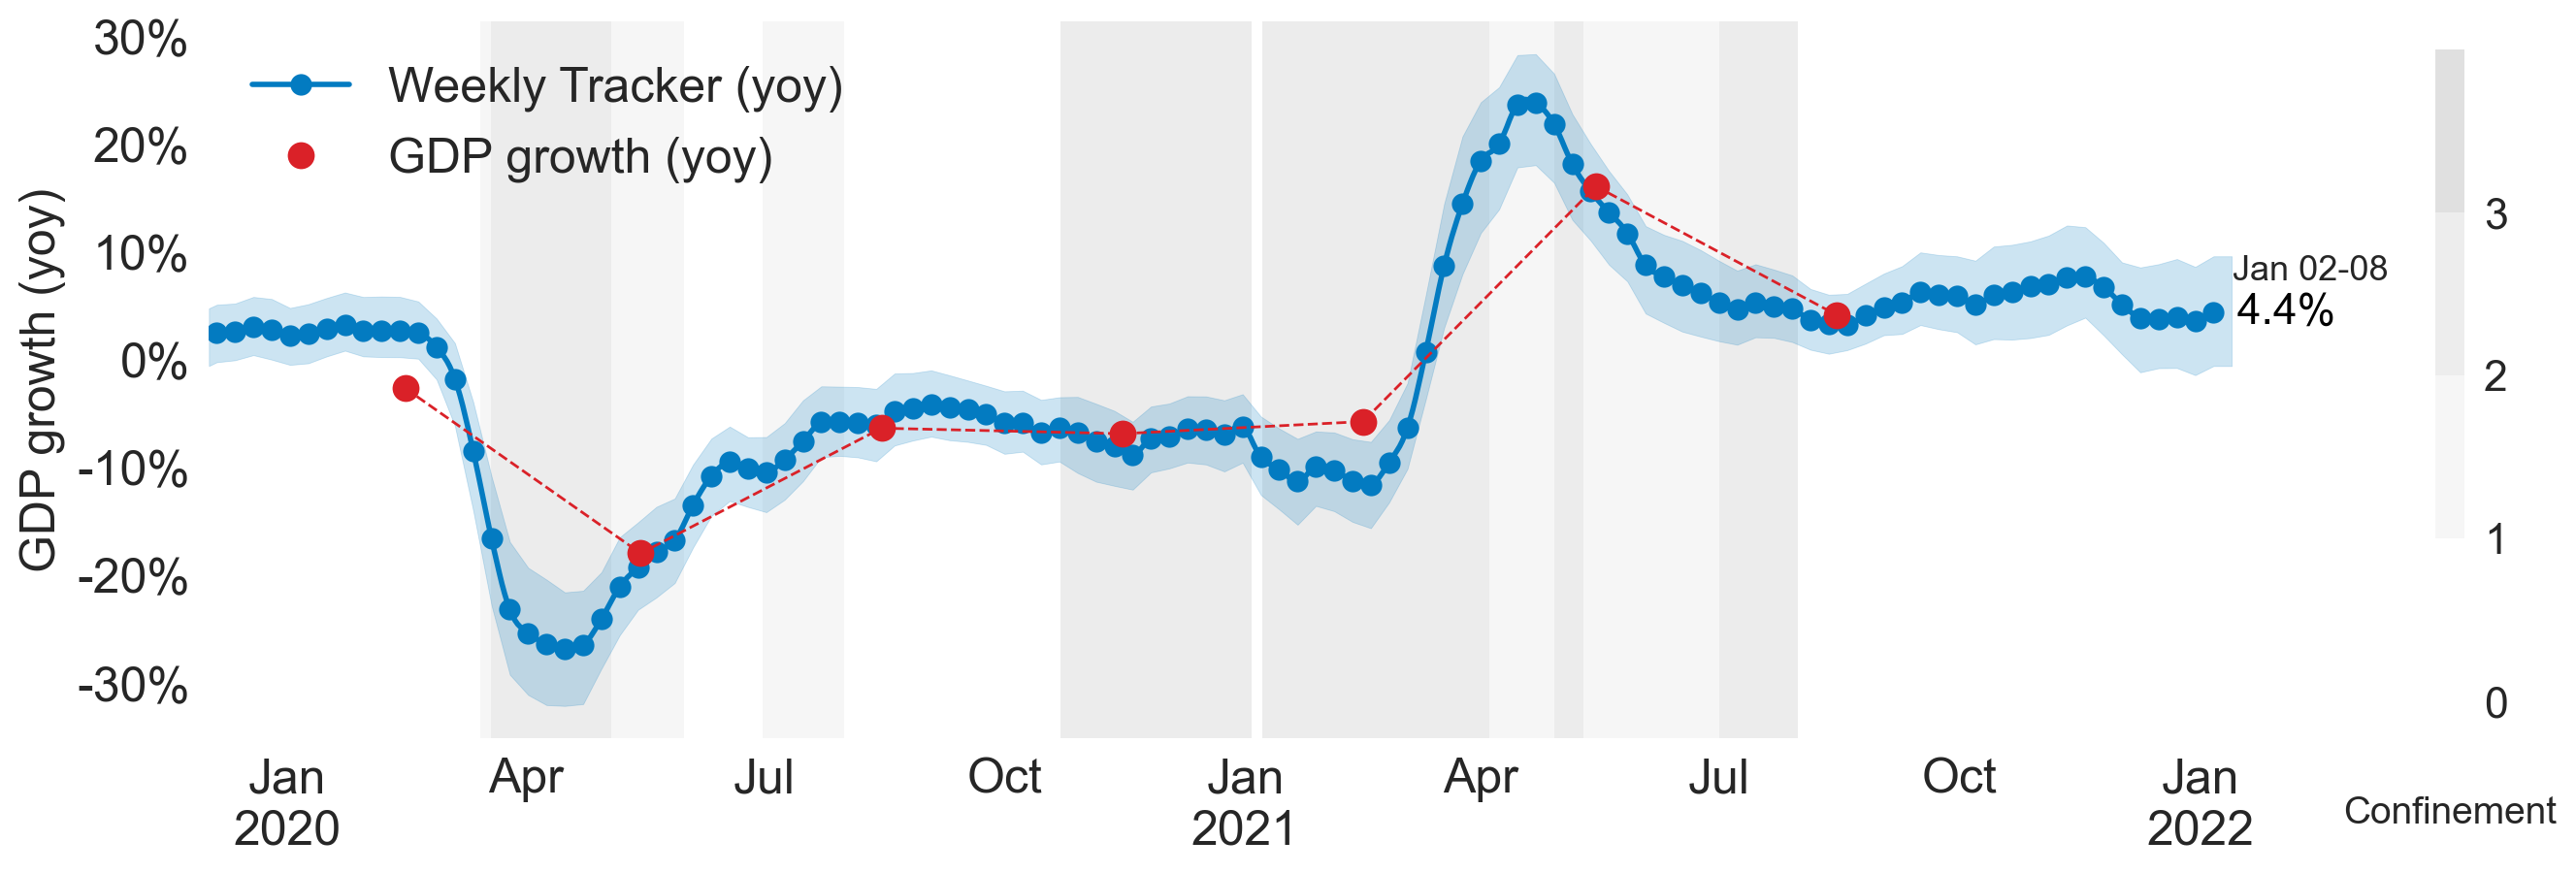 30%
20%
10%
0%
-10%
-20%
-30%
GDP growth (yoy)
Weekly Tracker (yoy)
GDP growth (yoy)
Jan 02-08
4.4%
3
2
1
0
Confinement
Jan Apr Jul Oct Jan Apr Jul Oct Jan
2020 2021 2022